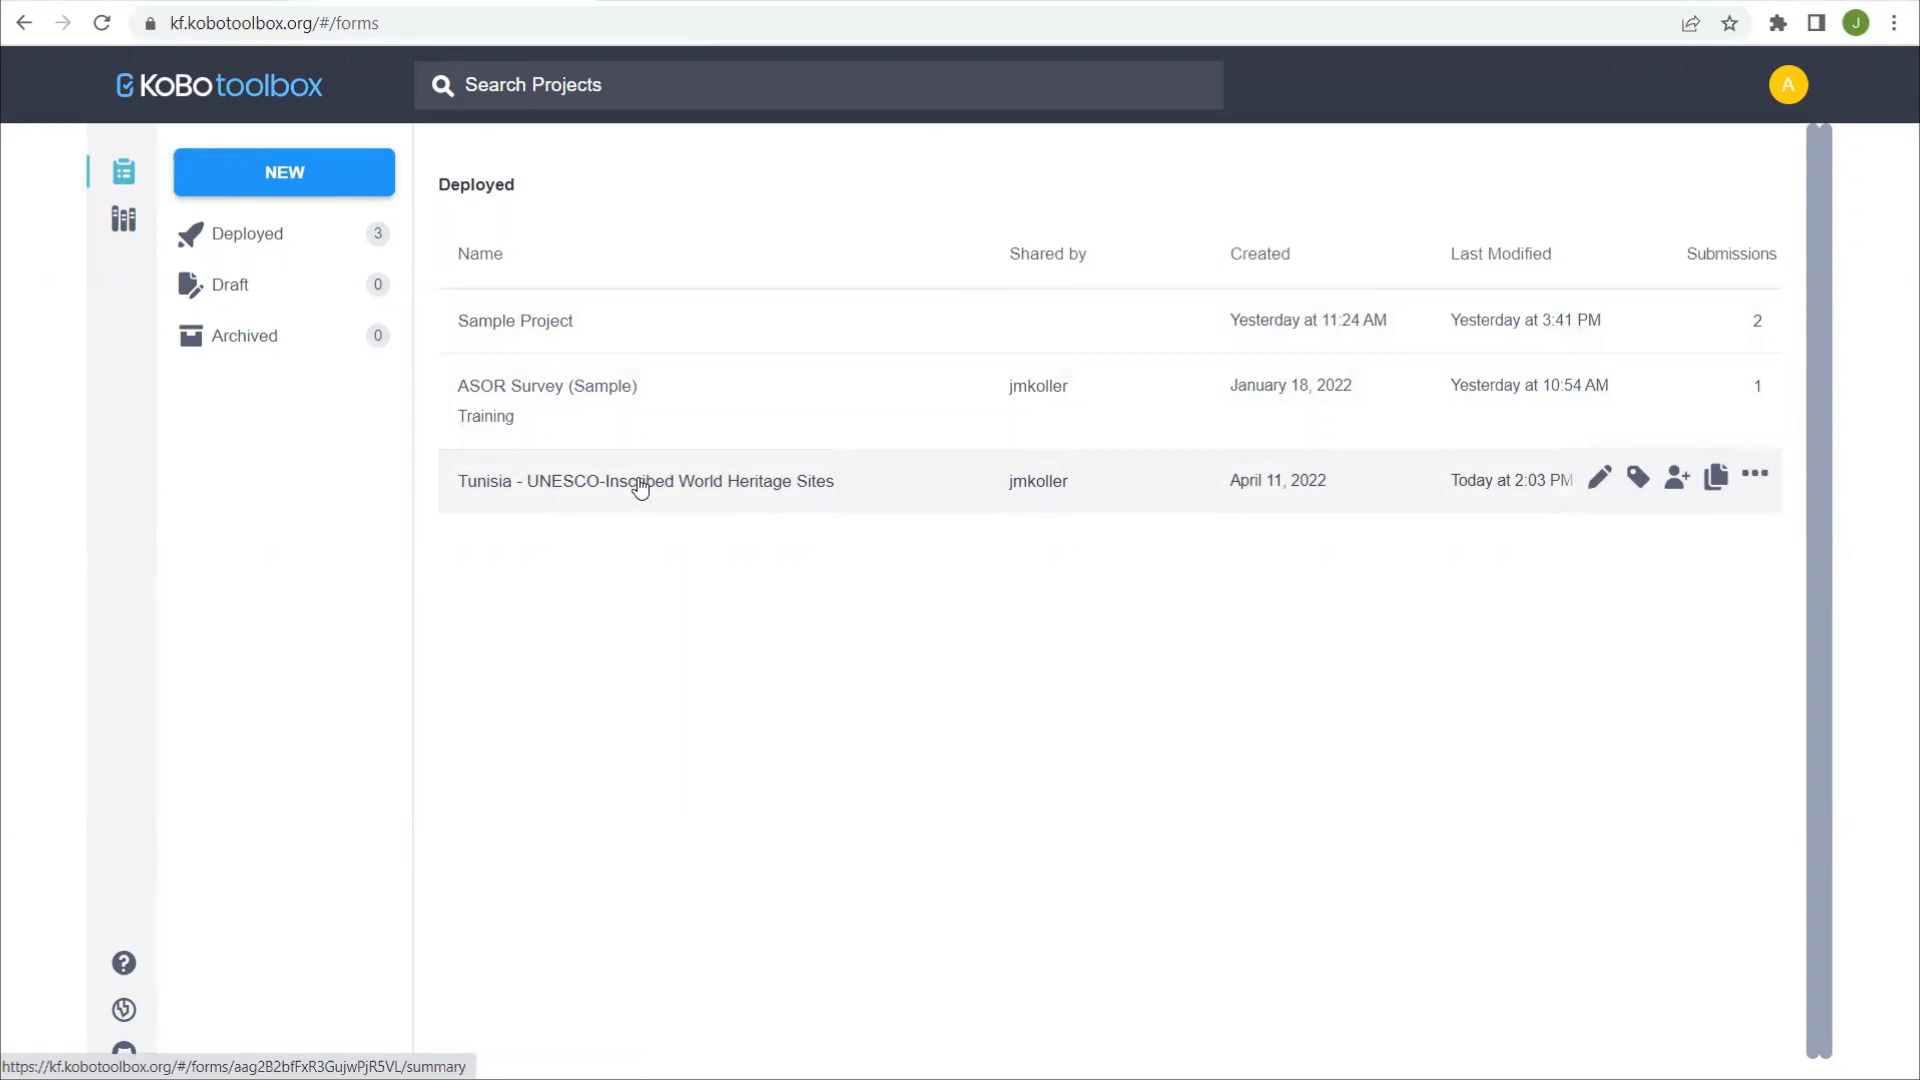 kf.kobotoolbox.org/#/forms
J
KoBotoolbox
Search Projects
A
NEW
Deployed 3
Draft 0
Archived 0
Deployed
Name Shared by Created Last Modified Submissions
Sample Project Yesterday at 11:24 AM Yesterday at 3:41 PM 2
ASOR Survey (Sample) jmkoller January 18, 2022 Yesterday at 10:54 AM 1
Training
Tunisia - UNESCO-Inscribed World Heritage Sites jmkoller April 11, 2022 Today at 2:03 PM
https://kf.kobotoolbox.org/#/forms/aag2B2bfFxR3GujwPjR5VL/summary